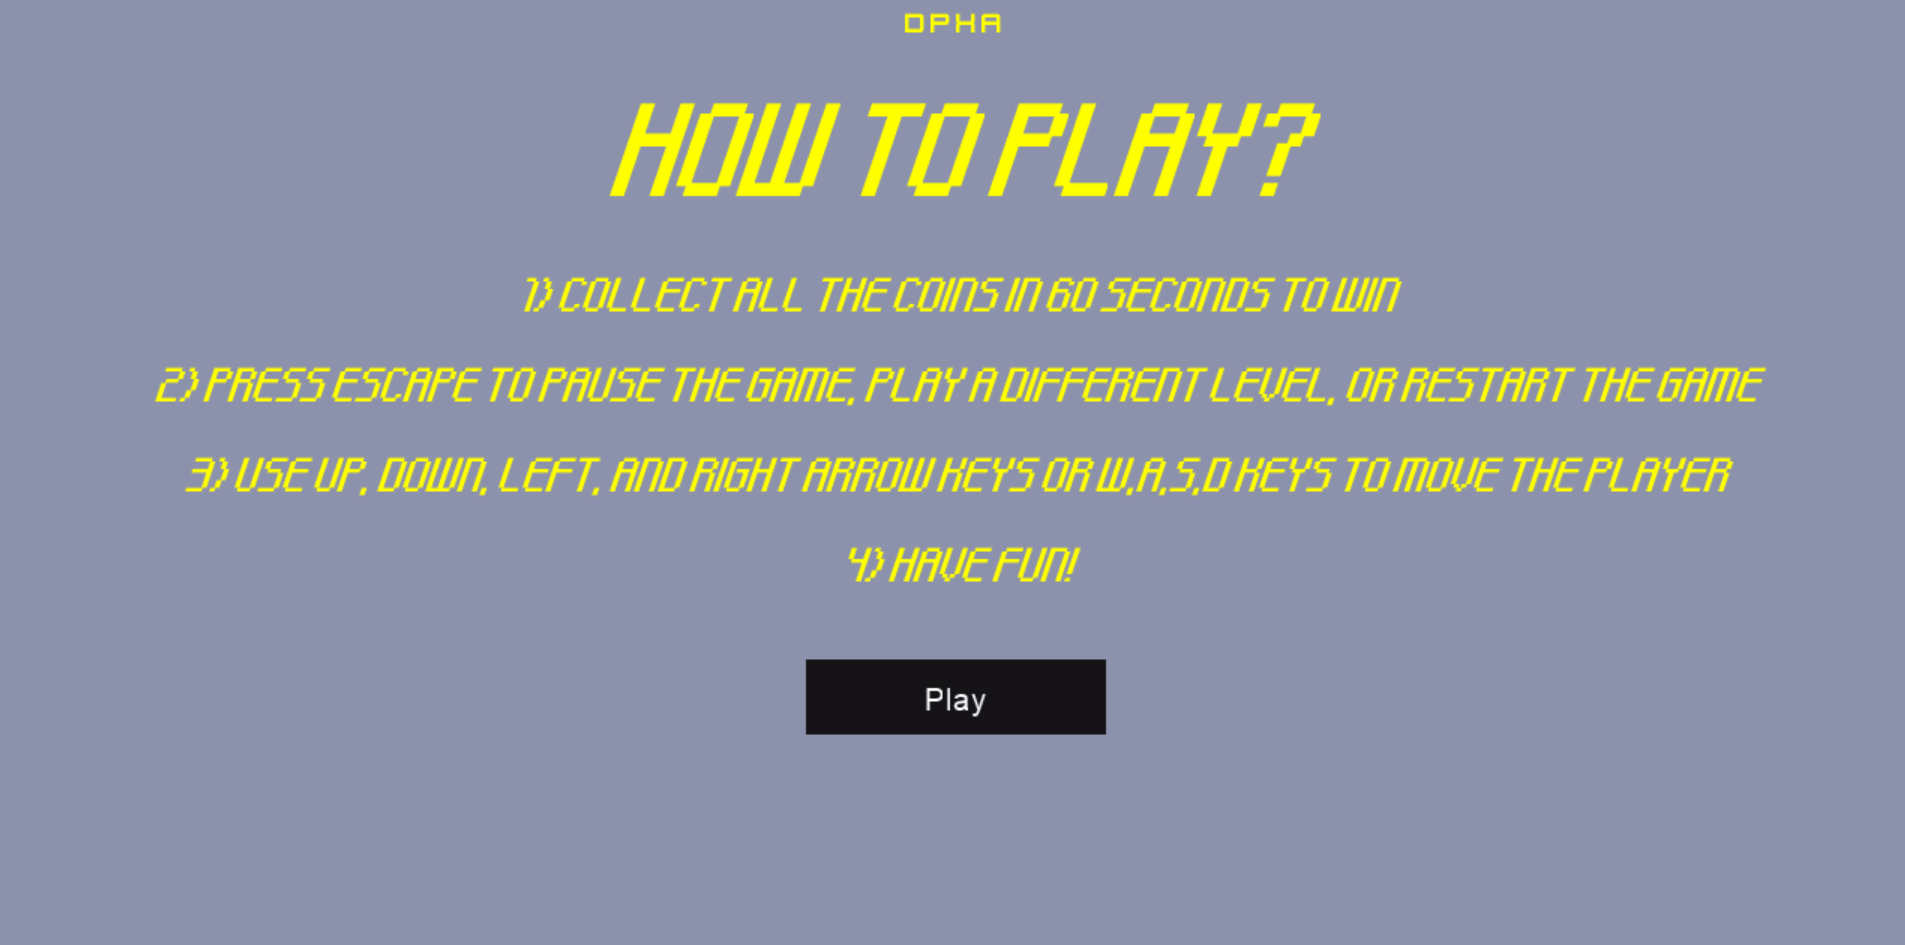 OPHA
HOW TO PLAY?
1) COLLECT ALL THE COINS IN 60 SECONDS TO WIN
2) PRESS ESCAPE TO PAUSE THE GAME, PLAY A DIFFERENT LEVEL, OR RESTART THE GAME
3) USE UP, DOWN, LEFT, AND RIGHT ARROW KEYS OR W,A,S,D KEYS TO MOVE THE PLAYER
4) HAVE FUN!
Play